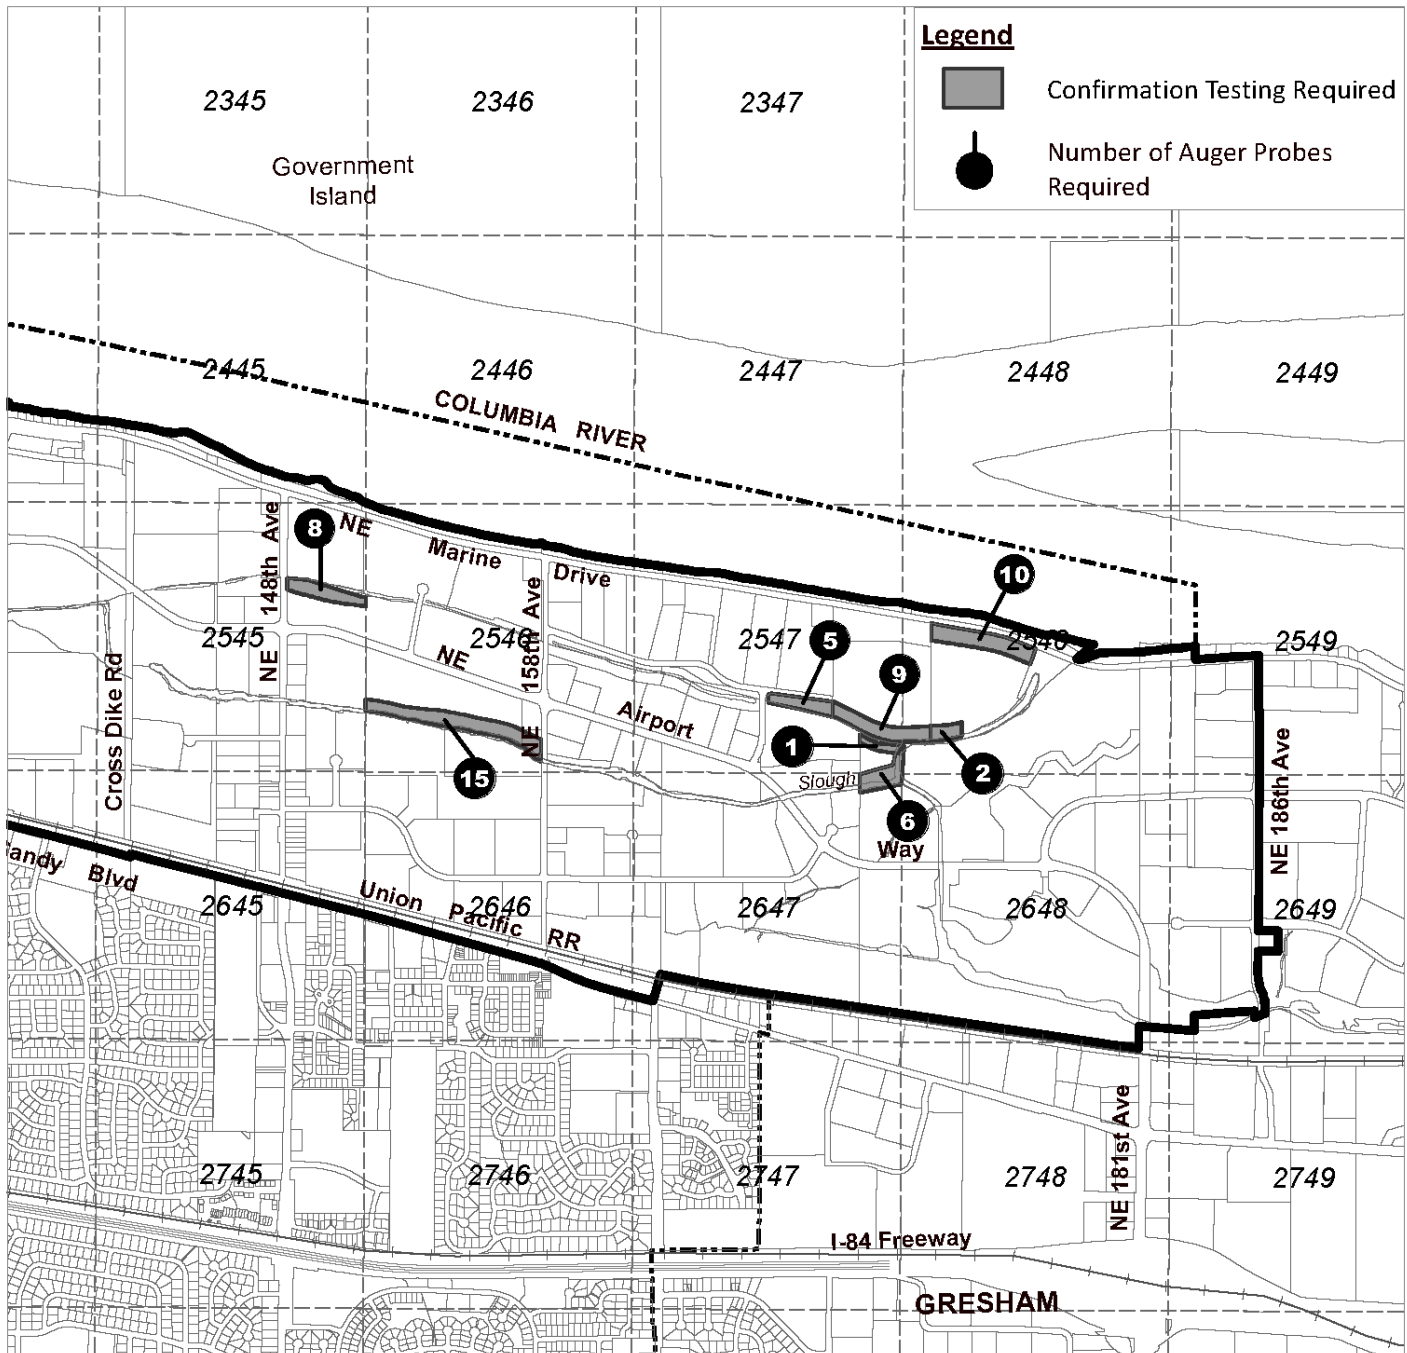 Legend
Confirmation Testing Required
Number of Auger Probes
Required
2345
2346
2347
Government
Island
2445
2446
2447
2448
2449
COLUMBIA RIVER
NE Marine Drive
NE 148th Ave
NE 158th Ave
8
10
5
9
1
2
6
15
2545
2546
2547
2548
2549
NE Airport Way
Slough
Cross Dike Rd
NE 186th Ave
Sandy Blvd
Union Pacific RR
2645
2646
2647
2648
2649
NE 181st Ave
2745
2746
2747
2748
2749
I-84 Freeway
GRESHAM